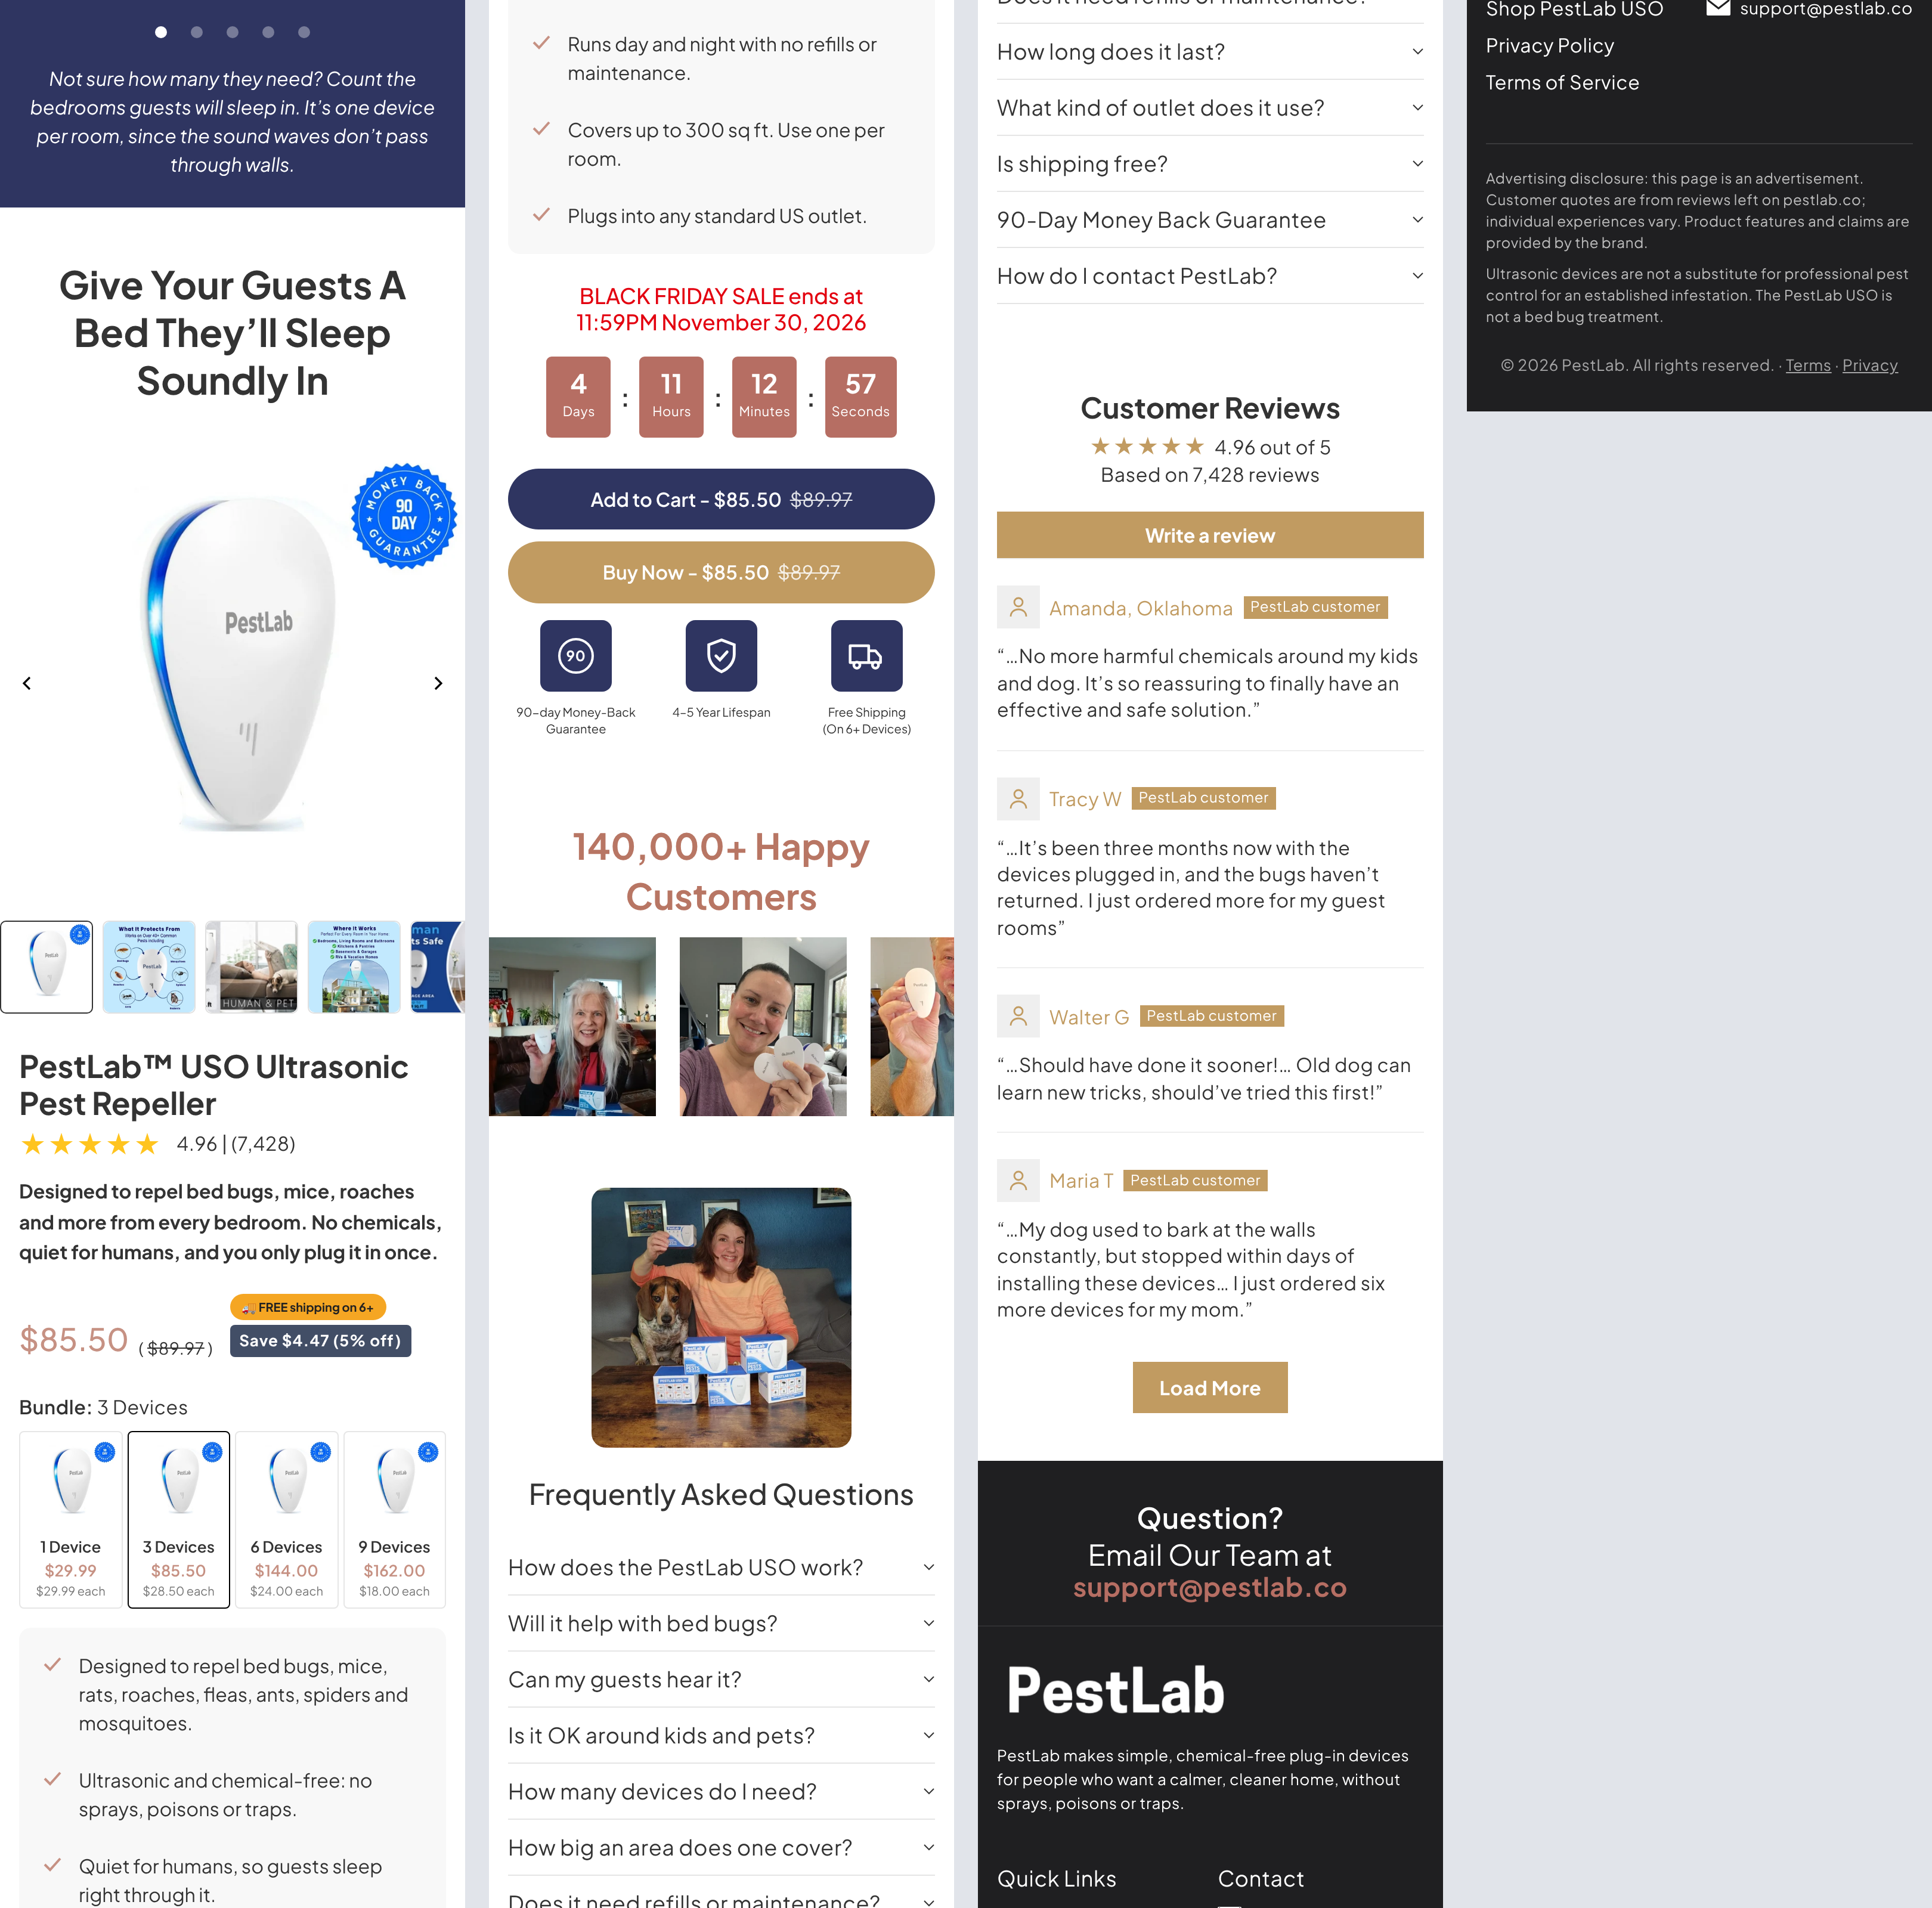 Not sure how many they need? Count the
bedrooms guests will sleep in. It's one device
per room, since the sound waves don't pass
through walls.
Give Your Guests A
Bed They'll Sleep
Soundly In
MONEY BACK
90
DAY
GUARANTEE
PestLab
What It Protects From
PestLab
HUMAN & PET
Where It Works
PestLab™ USO Ultrasonic
Pest Repeller
★★★★★ 4.96 | (7,428)
Designed to repel bed bugs, mice, roaches
and more from every bedroom. No chemicals,
quiet for humans, and you only plug it in once.
🚚 FREE shipping on 6+
$85.50 ( $89.97 )
Save $4.47 (5% off)
Bundle: 3 Devices
1 Device
$29.99
$29.99 each
3 Devices
$85.50
$28.50 each
6 Devices
$144.00
$24.00 each
9 Devices
$162.00
$18.00 each
Designed to repel bed bugs, mice,
rats, roaches, fleas, ants, spiders and
mosquitoes.
Ultrasonic and chemical-free: no
sprays, poisons or traps.
Quiet for humans, so guests sleep
right through it.
Runs day and night with no refills or
maintenance.
Covers up to 300 sq ft. Use one per
room.
Plugs into any standard US outlet.
BLACK FRIDAY SALE ends at
11:59PM November 30, 2026
4 : 11 : 12 : 57
Days Hours Minutes Seconds
Add to Cart - $85.50 $89.97
Buy Now - $85.50 $89.97
90
90-day Money-Back
Guarantee
4-5 Year Lifespan
Free Shipping
(On 6+ Devices)
140,000+ Happy
Customers
Frequently Asked Questions
How does the PestLab USO work?
Will it help with bed bugs?
Can my guests hear it?
Is it OK around kids and pets?
How many devices do I need?
How big an area does one cover?
Does it need refills or maintenance?
Does it need refills or maintenance?
How long does it last?
What kind of outlet does it use?
Is shipping free?
90-Day Money Back Guarantee
How do I contact PestLab?
Customer Reviews
★★★★★ 4.96 out of 5
Based on 7,428 reviews
Write a review
Amanda, Oklahoma PestLab customer
"…No more harmful chemicals around my kids
and dog. It's so reassuring to finally have an
effective and safe solution."
Tracy W PestLab customer
"…It's been three months now with the
devices plugged in, and the bugs haven't
returned. I just ordered more for my guest
rooms"
Walter G PestLab customer
"…Should have done it sooner!… Old dog can
learn new tricks, should've tried this first!"
Maria T PestLab customer
"…My dog used to bark at the walls
constantly, but stopped within days of
installing these devices… I just ordered six
more devices for my mom."
Load More
Question?
Email Our Team at
support@pestlab.co
PestLab
PestLab makes simple, chemical-free plug-in devices
for people who want a calmer, cleaner home, without
sprays, poisons or traps.
Quick Links
Contact
Shop PestLab USO
support@pestlab.co
Privacy Policy
Terms of Service
Advertising disclosure: this page is an advertisement.
Customer quotes are from reviews left on pestlab.co;
individual experiences vary. Product features and claims are
provided by the brand.
Ultrasonic devices are not a substitute for professional pest
control for an established infestation. The PestLab USO is
not a bed bug treatment.
© 2026 PestLab. All rights reserved. · Terms · Privacy